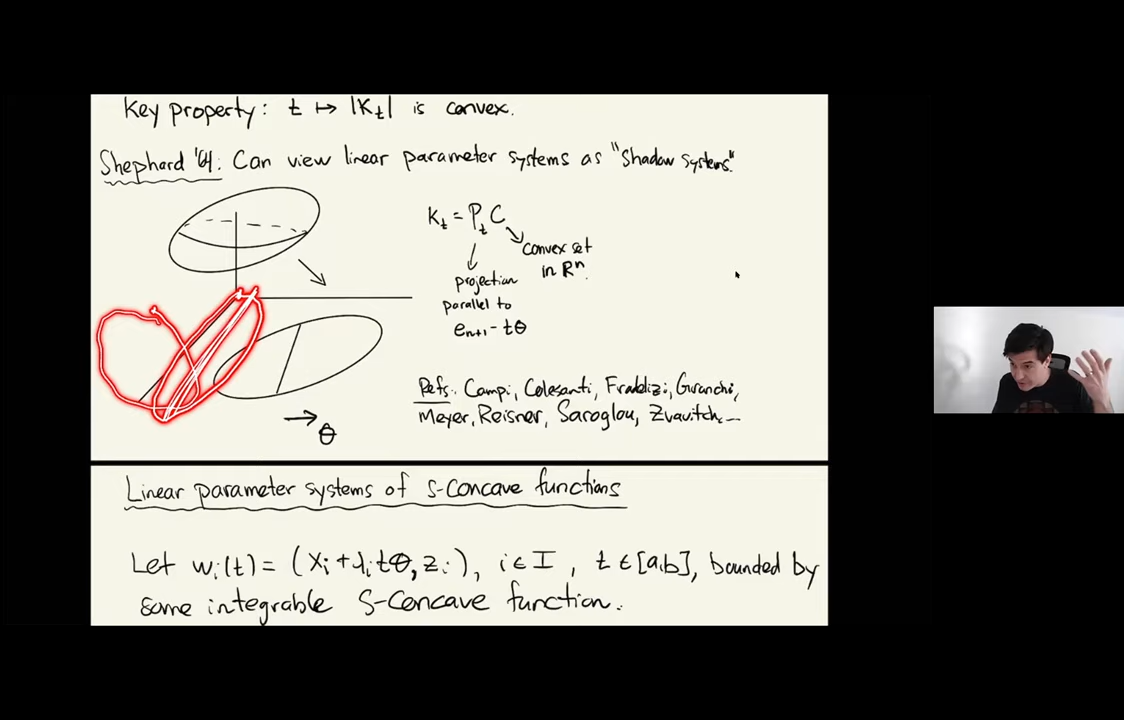 Key property: t ↦ |K_t| is convex.
Shephard '64: Can view linear parameter systems as "Shadow systems"
K_t = P_t C
convex set
in R^n
projection
parallel to
e_{n+1} - tθ
θ
Refs: Campi, Colesanti, Fradelizi, Gronchi,
Meyer, Reisner, Saroglou, Zvavitch, ...
Linear parameter systems of s-concave functions
Let w_i(t) = (x_i + λ_i tθ, z_i), i ∈ I, t ∈ [a,b], bounded by
some integrable s-concave function.